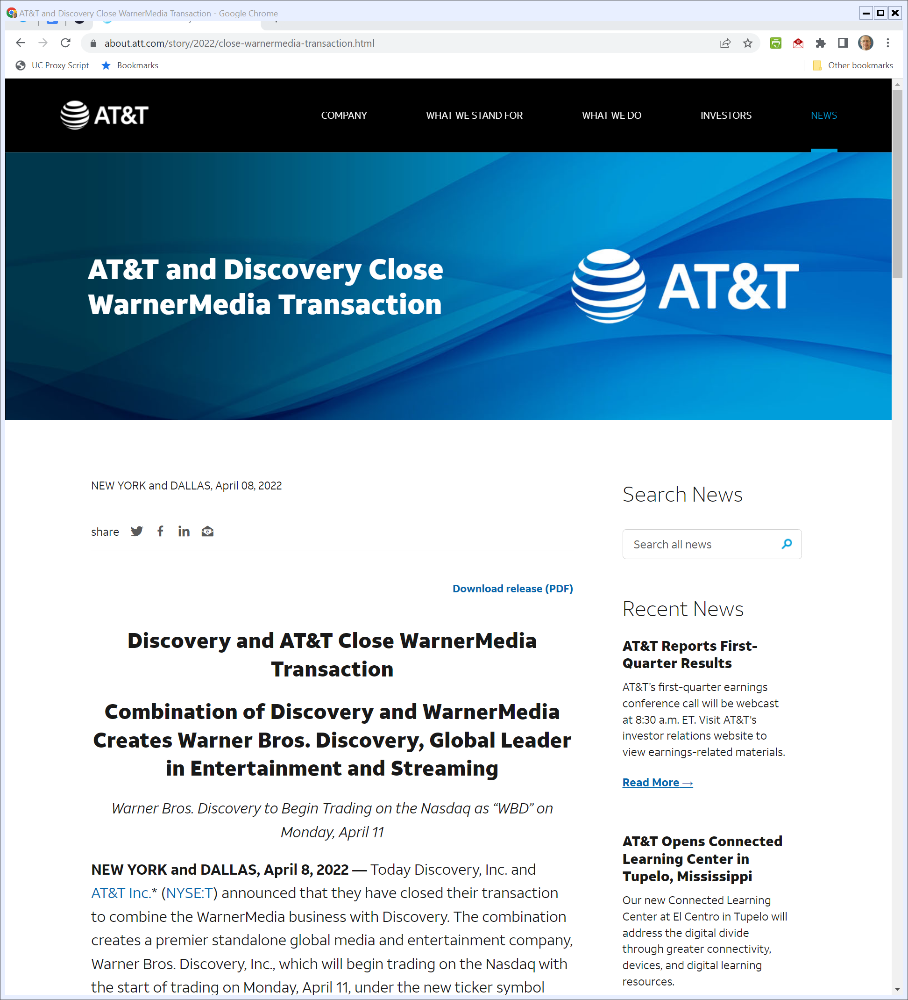 AT&T and Discovery Close WarnerMedia Transaction - Google Chrome
about.att.com/story/2022/close-warnermedia-transaction.html
UC Proxy Script
Bookmarks
Other bookmarks
AT&T
COMPANY
WHAT WE STAND FOR
WHAT WE DO
INVESTORS
NEWS
AT&T and Discovery Close
WarnerMedia Transaction
AT&T
NEW YORK and DALLAS, April 08, 2022
share
Download release (PDF)
Discovery and AT&T Close WarnerMedia
Transaction
Combination of Discovery and WarnerMedia
Creates Warner Bros. Discovery, Global Leader
in Entertainment and Streaming
Warner Bros. Discovery to Begin Trading on the Nasdaq as “WBD” on
Monday, April 11
NEW YORK and DALLAS, April 8, 2022 — Today Discovery, Inc. and
AT&T Inc.* (NYSE:T) announced that they have closed their transaction
to combine the WarnerMedia business with Discovery. The combination
creates a premier standalone global media and entertainment company,
Warner Bros. Discovery, Inc., which will begin trading on the Nasdaq with
the start of trading on Monday, April 11, under the new ticker symbol
Search News
Search all news
Recent News
AT&T Reports First-
Quarter Results
AT&T’s first-quarter earnings
conference call will be webcast
at 8:30 a.m. ET. Visit AT&T's
investor relations website to
view earnings-related materials.
Read More →
AT&T Opens Connected
Learning Center in
Tupelo, Mississippi
Our new Connected Learning
Center at El Centro in Tupelo will
address the digital divide
through greater connectivity,
devices, and digital learning
resources.